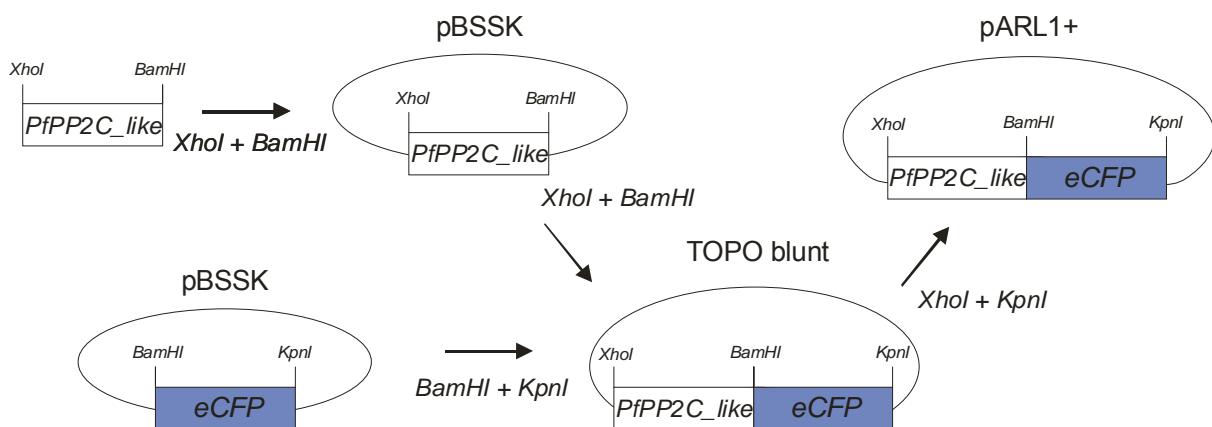 pBSSK
pARL1+
XhoI BamHI
PfPP2C_like
XhoI + BamHI
XhoI BamHI
PfPP2C_like
XhoI BamHI KpnI
PfPP2C_like eCFP
XhoI + BamHI
pBSSK
BamHI KpnI
eCFP
BamHI + KpnI
TOPO blunt
XhoI BamHI KpnI
PfPP2C_like eCFP
XhoI + KpnI